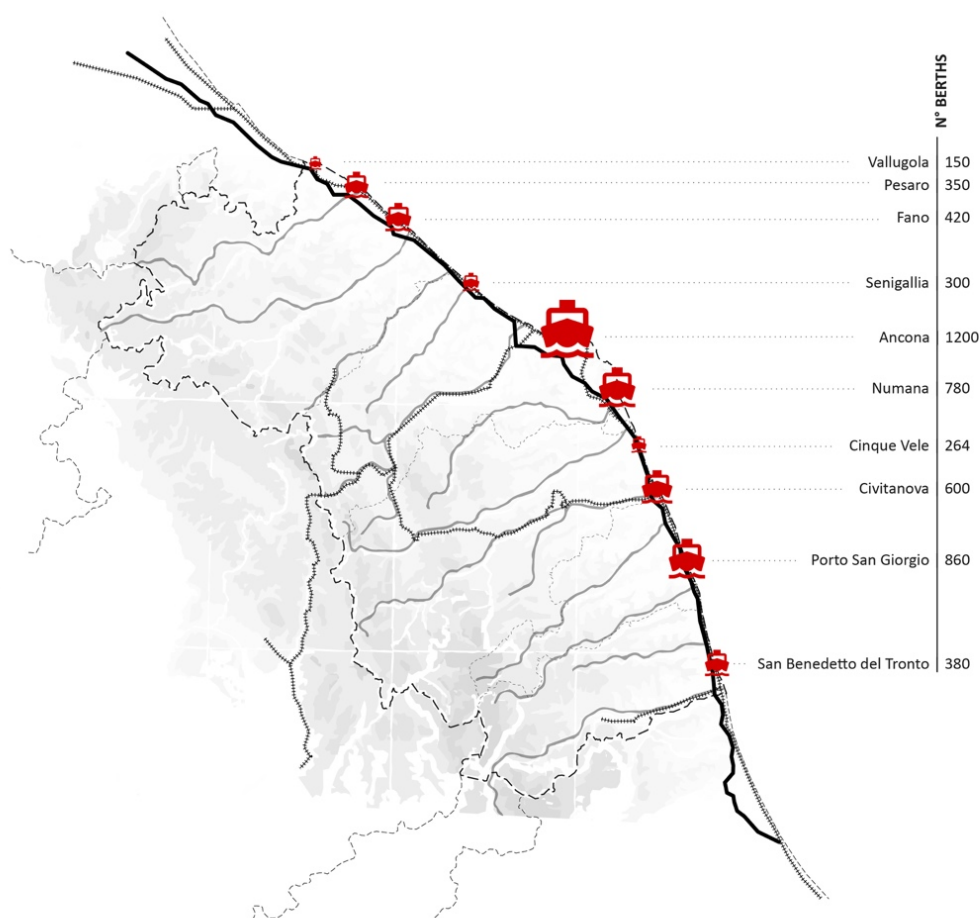 N° BERTHS
Vallugola 150
Pesaro 350
Fano 420
Senigallia 300
Ancona 1200
Numana 780
Cinque Vele 264
Civitanova 600
Porto San Giorgio 860
San Benedetto del Tronto 380